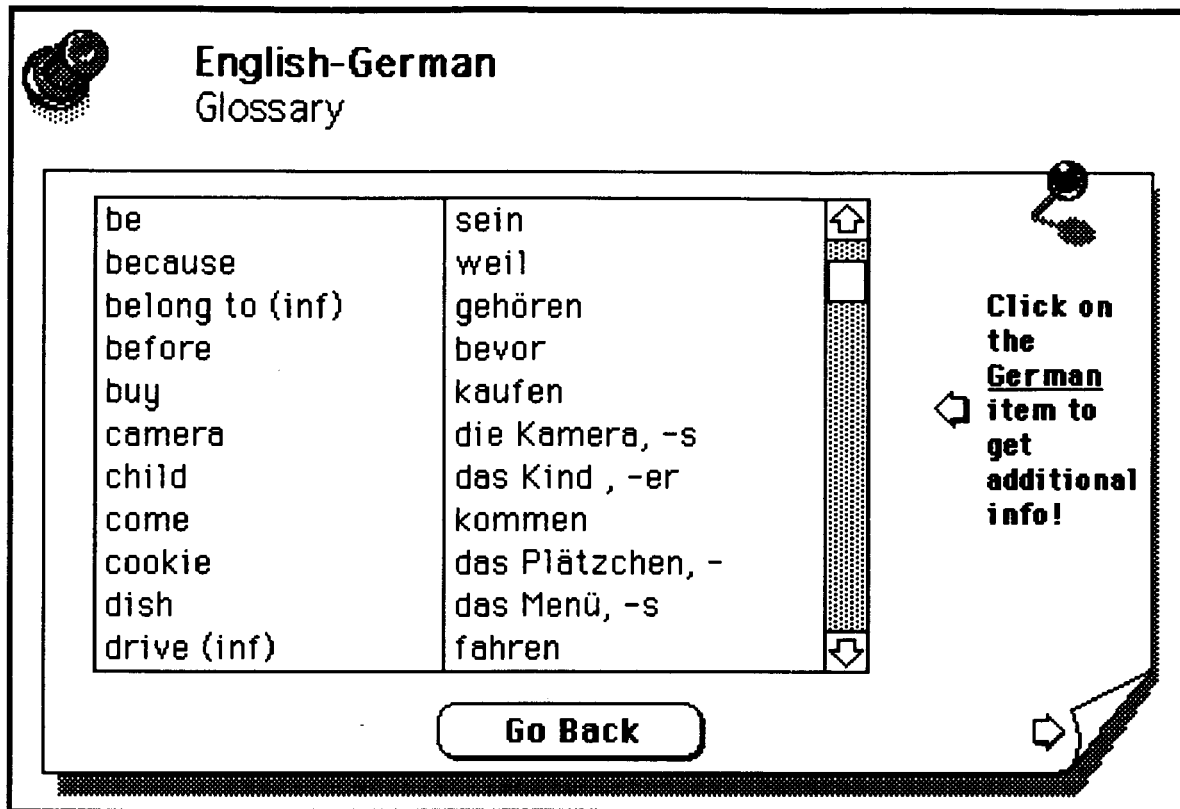 English-German
Glossary
be sein
because weil
belong to (inf) gehören
before bevor
buy kaufen
camera die Kamera, -s
child das Kind , -er
come kommen
cookie das Plätzchen, -
dish das Menü, -s
drive (inf) fahren
Click on
the
German
item to
get
additional
info!
Go Back